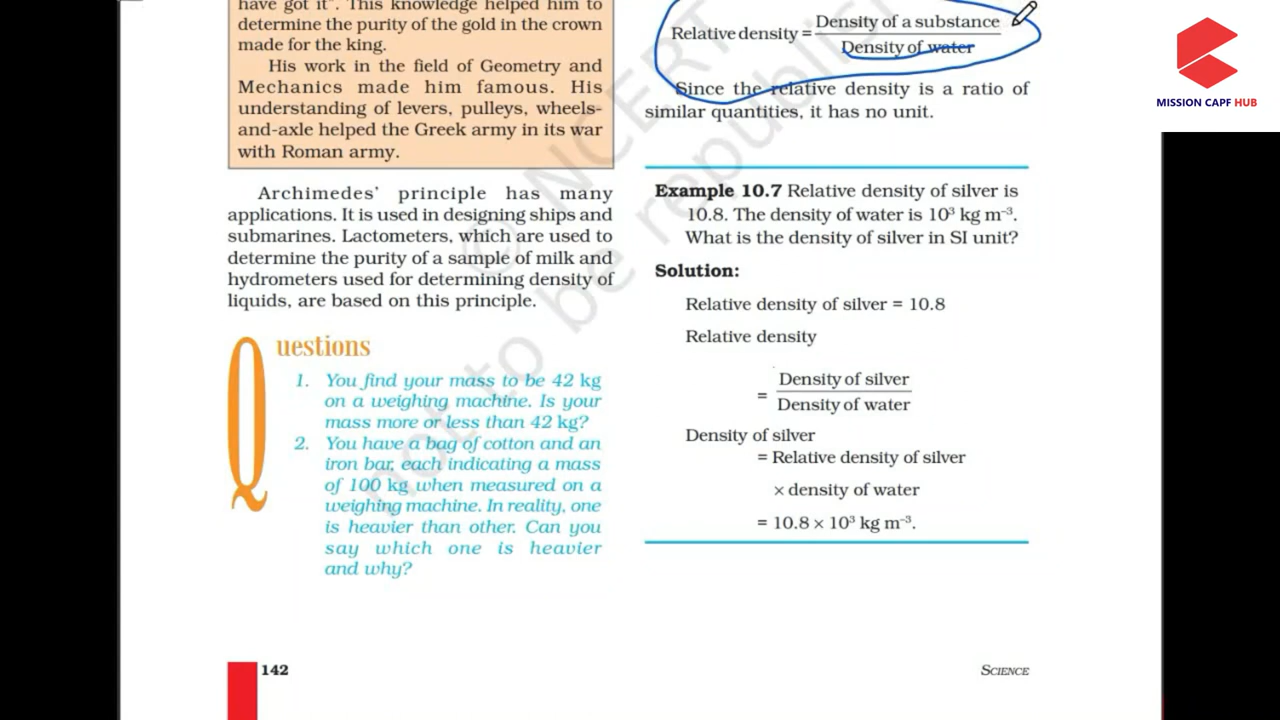 have got it”. This knowledge helped him to
determine the purity of the gold in the crown
made for the king.
His work in the field of Geometry and
Mechanics made him famous. His
understanding of levers, pulleys, wheels-
and-axle helped the Greek army in its war
with Roman army.
Archimedes’ principle has many
applications. It is used in designing ships and
submarines. Lactometers, which are used to
determine the purity of a sample of milk and
hydrometers used for determining density of
liquids, are based on this principle.
Questions
1. You find your mass to be 42 kg
on a weighing machine. Is your
mass more or less than 42 kg?
2. You have a bag of cotton and an
iron bar, each indicating a mass
of 100 kg when measured on a
weighing machine. In reality, one
is heavier than other. Can you
say which one is heavier
and why?
Relative density = Density of a substance
Density of water
Since the relative density is a ratio of
similar quantities, it has no unit.
Example 10.7 Relative density of silver is
10.8. The density of water is 10³ kg m⁻³.
What is the density of silver in SI unit?
Solution:
Relative density of silver = 10.8
Relative density
= Density of silver
Density of water
Density of silver
= Relative density of silver
× density of water
= 10.8 × 10³ kg m⁻³.
142
SCIENCE
MISSION CAPF HUB
© NCERT
not to be republis